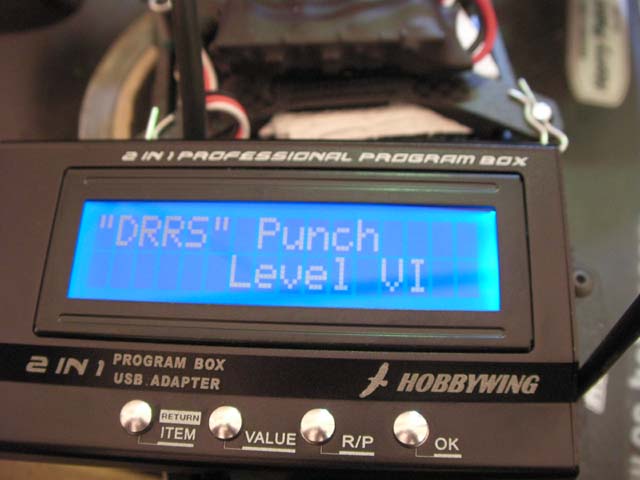 2 IN 1 PROFESSIONAL PROGRAM BOX
"DRRS" Punch
Level VI
2 IN 1 PROGRAM BOX
USB ADAPTER
HOBBYWING
RETURN
ITEM
VALUE
R/P
OK